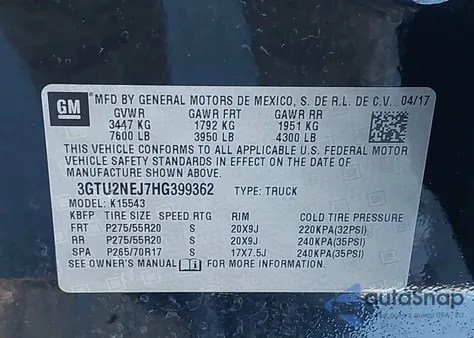 GM
MFD BY GENERAL MOTORS DE MEXICO, S. DE R.L. DE C.V. 04/17
GVWR GAWR FRT GAWR RR
3447 KG 1792 KG 1951 KG
7600 LB 3950 LB 4300 LB
THIS VEHICLE CONFORMS TO ALL APPLICABLE U.S. FEDERAL MOTOR
VEHICLE SAFETY STANDARDS IN EFFECT ON THE DATE OF
MANUFACTURE SHOWN ABOVE.
3GTU2NEJ7HG399362 TYPE: TRUCK
MODEL: K15543
KBFP TIRE SIZE SPEED RTG RIM COLD TIRE PRESSURE
FRT P275/55R20 S 20X9J 220KPA(32PSI)
RR P275/55R20 S 20X9J 240KPA(35PSI)
SPA P265/70R17 S 17X7.5J 240KPA(35PSI)
SEE OWNER'S MANUAL FOR ADDITIONAL INFORMATION.
autoSnap